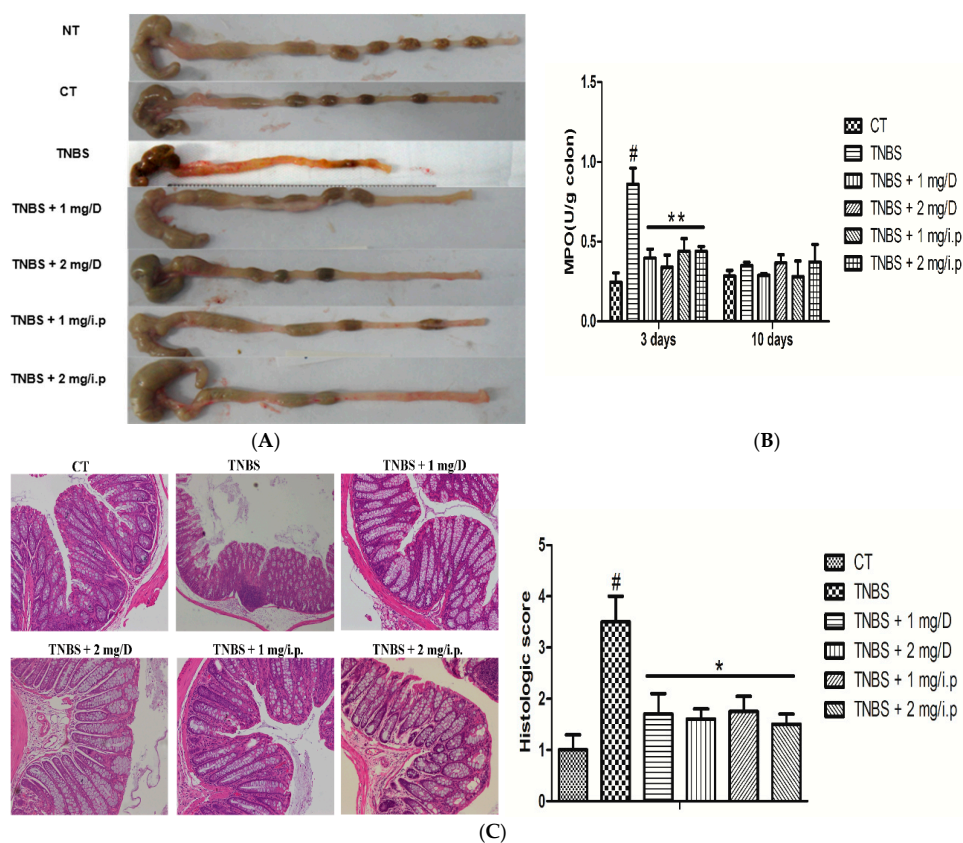 NT
CT
TNBS
TNBS + 1 mg/D
TNBS + 2 mg/D
TNBS + 1 mg/i.p
TNBS + 2 mg/i.p
(A)
MPO(U/g colon)
1.5
1.0
0.5
0.0
#
**
3 days
10 days
CT
TNBS
TNBS + 1 mg/D
TNBS + 2 mg/D
TNBS + 1 mg/i.p
TNBS + 2 mg/i.p
(B)
CT
TNBS
TNBS + 1 mg/D
TNBS + 2 mg/D
TNBS + 1 mg/i.p.
TNBS + 2 mg/i.p.
Histologic score
5
4
3
2
1
0
#
*
CT
TNBS
TNBS + 1 mg/D
TNBS + 2 mg/D
TNBS + 1 mg/i.p
TNBS + 2 mg/i.p
(C)